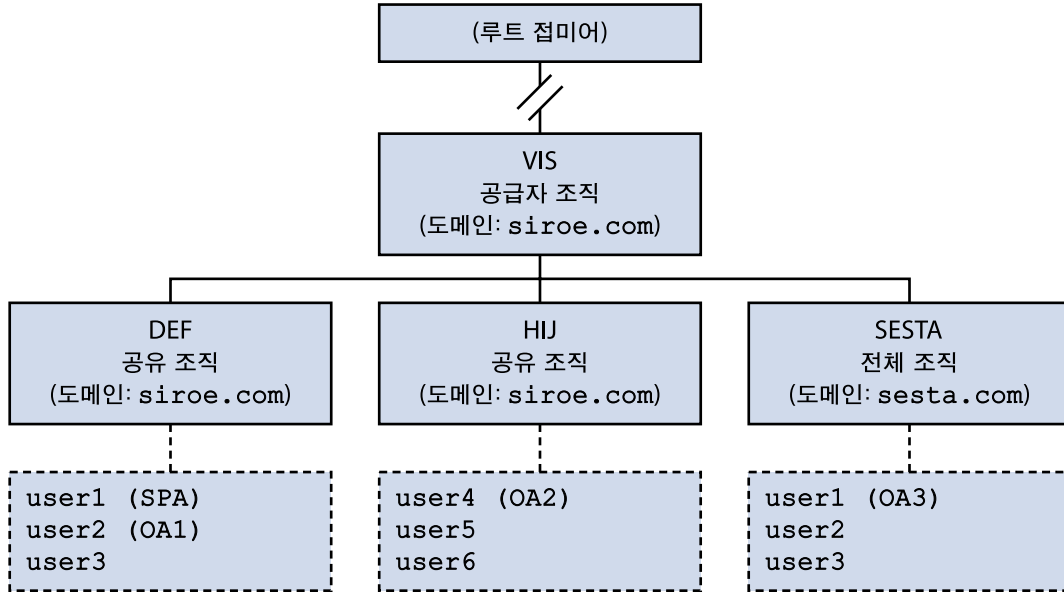 (루트 접미어)
VIS
공급자 조직
(도메인: siroe.com)
DEF
공유 조직
(도메인: siroe.com)
HIJ
공유 조직
(도메인: siroe.com)
SESTA
전체 조직
(도메인: sesta.com)
user1 (SPA)
user2 (OA1)
user3
user4 (OA2)
user5
user6
user1 (OA3)
user2
user3